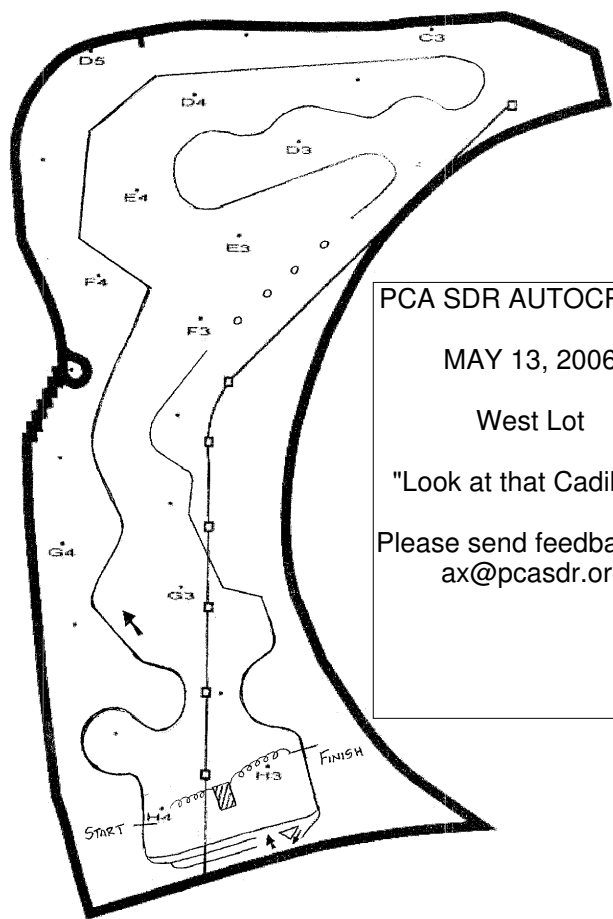 C3
D5
D4
D3
E4
E3
F4
F3
PCA SDR AUTOCR
MAY 13, 2006
West Lot
"Look at that Cadil
Please send feedba
ax@pcasdr.or
G4
G3
FINISH
H3
H4
START